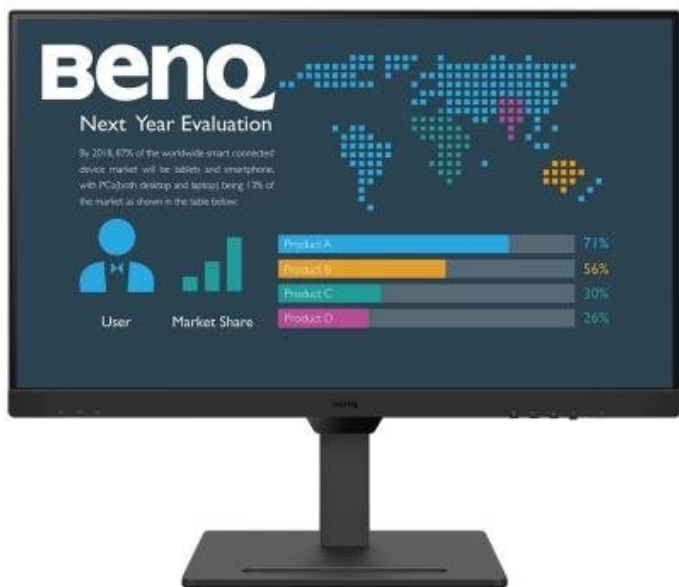 BenQ
Next Year Evaluation
By 2018, 87% of the worldwide smart connected
device market will be tablets and smartphone,
with PCs(both desktop and laptop) being 13% of
the market as shown in the table below:
User
Market Share
Product A 71%
Product B 56%
Product C 30%
Product D 26%
BenQ